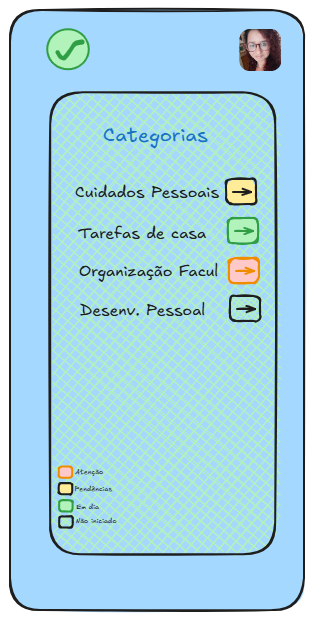 Categorias
Cuidados Pessoais
Tarefas de casa
Organização Facul
Desenv. Pessoal
Atenção
Pendências
Em dia
Não iniciado